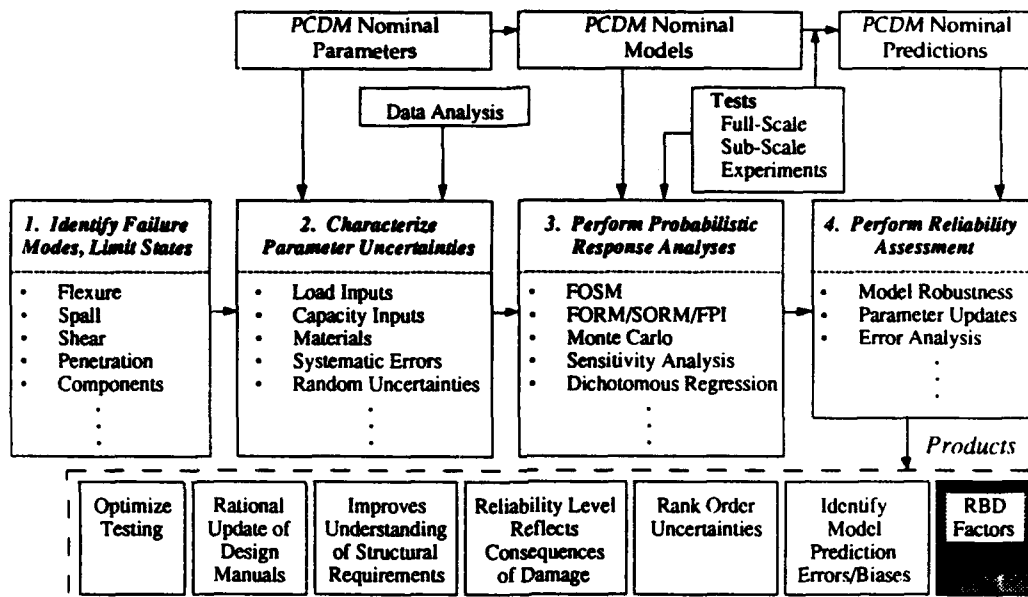 PCDM Nominal
Parameters
PCDM Nominal
Models
PCDM Nominal
Predictions
Data Analysis
Tests
Full-Scale
Sub-Scale
Experiments
1. Identify Failure
Modes, Limit States
• Flexure
• Spall
• Shear
• Penetration
• Components
2. Characterize
Parameter Uncertainties
• Load Inputs
• Capacity Inputs
• Materials
• Systematic Errors
• Random Uncertainties
3. Perform Probabilistic
Response Analyses
• FOSM
• FORM/SORM/FPI
• Monte Carlo
• Sensitivity Analysis
• Dichotomous Regression
4. Perform Reliability
Assessment
• Model Robustness
• Parameter Updates
• Error Analysis
Products
Optimize
Testing
Rational
Update of
Design
Manuals
Improves
Understanding
of Structural
Requirements
Reliability Level
Reflects
Consequences
of Damage
Rank Order
Uncertainties
Identify
Model
Prediction
Errors/Biases
RBD
Factors